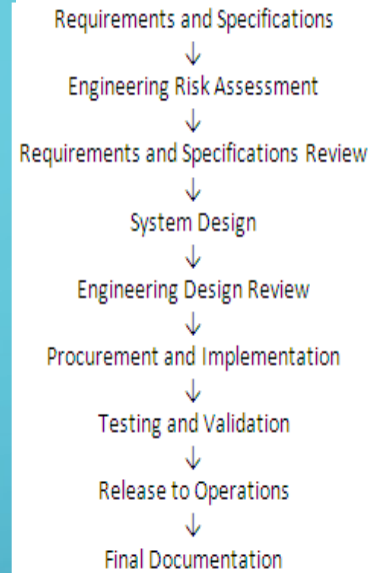 Requirements and Specifications
↓
Engineering Risk Assessment
↓
Requirements and Specifications Review
↓
System Design
↓
Engineering Design Review
↓
Procurement and Implementation
↓
Testing and Validation
↓
Release to Operations
↓
Final Documentation